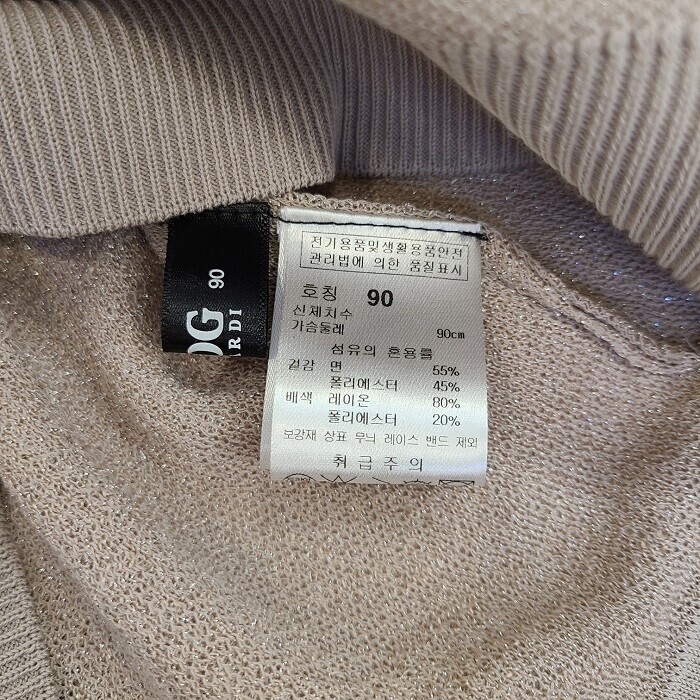 전기용품및생활용품안전
관리법에 의한 품질표시
호칭 90
신체치수
가슴둘레 90cm
섬유의 혼용률
겉감 면 55%
폴리에스터 45%
배색 레이온 80%
폴리에스터 20%
보강재 상표 무늬 레이스 밴드 제외
취급주의
90
OG
ARDI